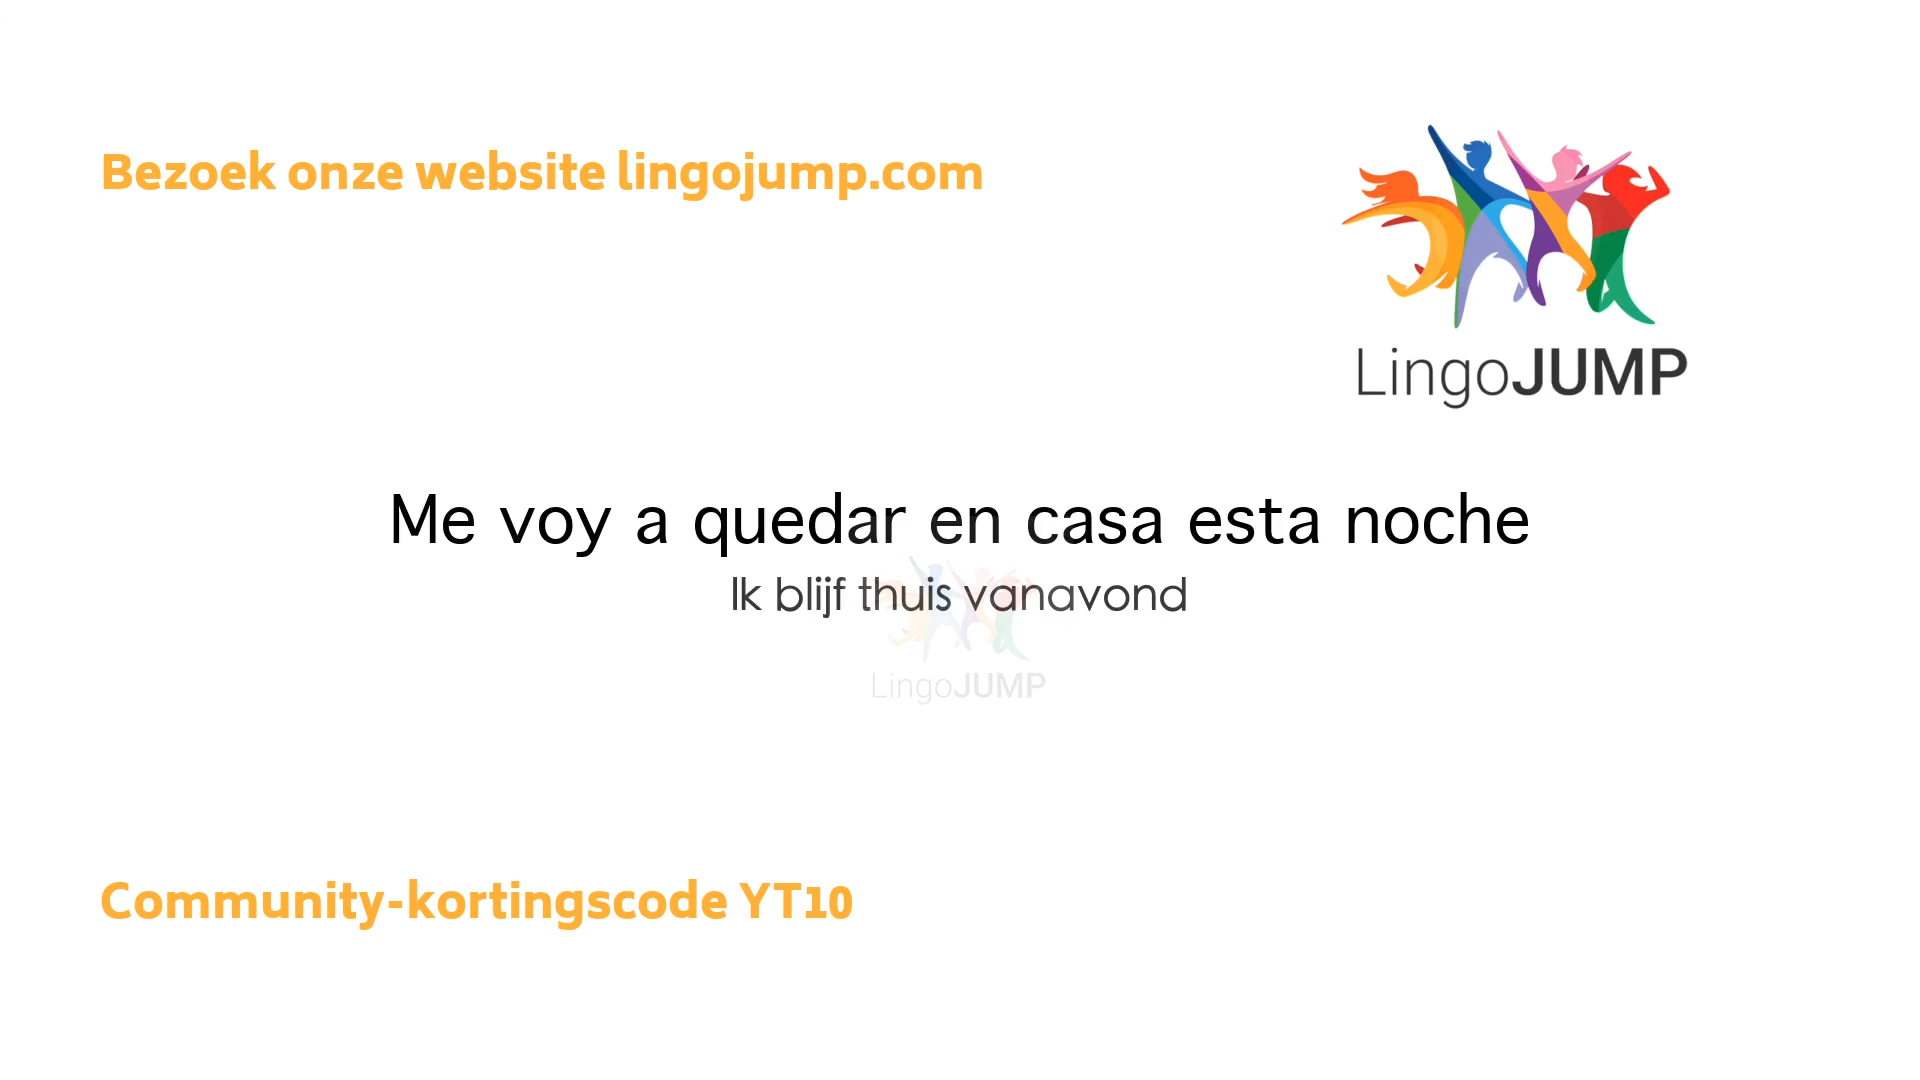 Bezoek onze website lingojump.com
LingoJUMP
Me voy a quedar en casa esta noche
Ik blijf thuis vanavond
LingoJUMP
Community-kortingscode YT10